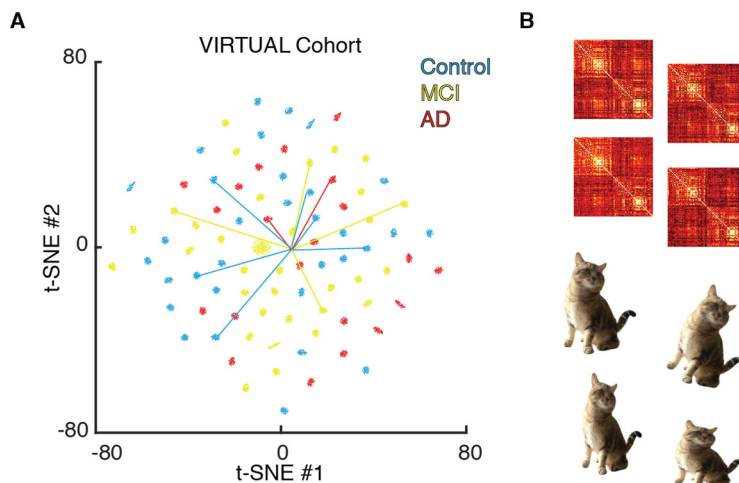 A
VIRTUAL Cohort
Control
MCI
AD
80
0
-80
t-SNE #2
-80
0
80
t-SNE #1
B